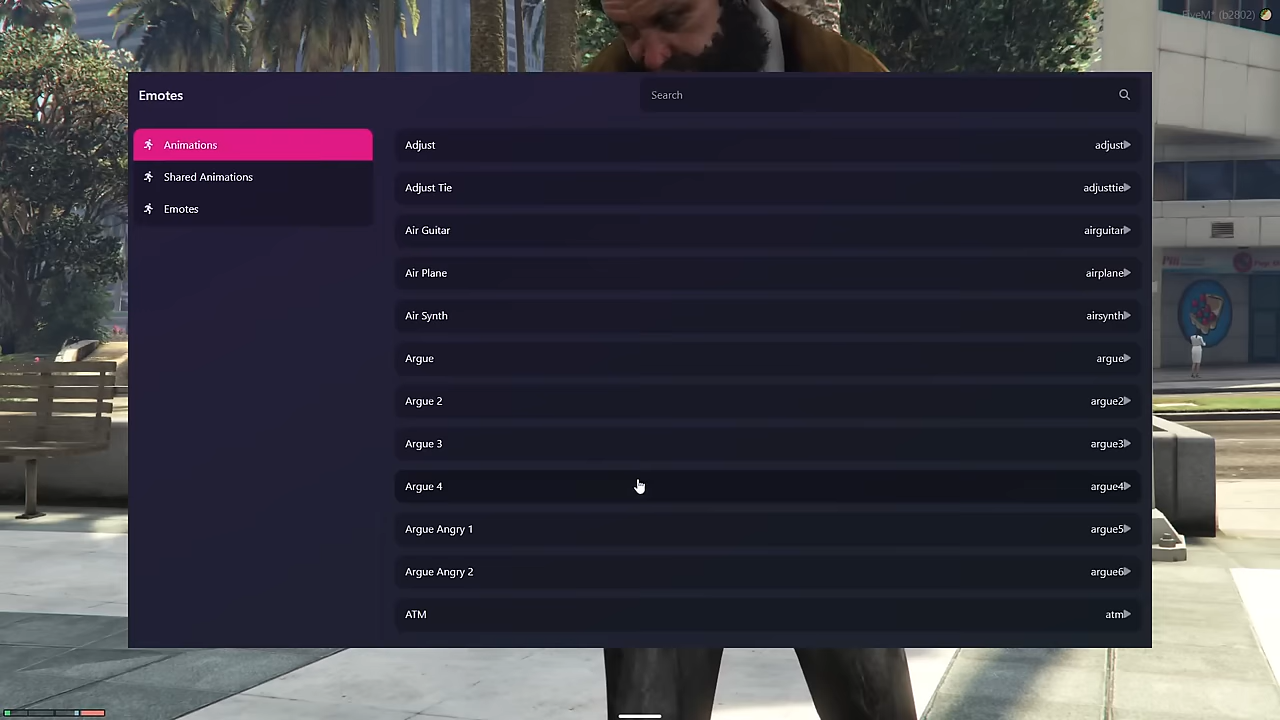 FiveM* (b2802)
Emotes
Search
Animations
Shared Animations
Emotes
Adjust adjust
Adjust Tie adjusttie
Air Guitar airguitar
Air Plane airplane
Air Synth airsynth
Argue argue
Argue 2 argue2
Argue 3 argue3
Argue 4 argue4
Argue Angry 1 argue5
Argue Angry 2 argue6
ATM atm